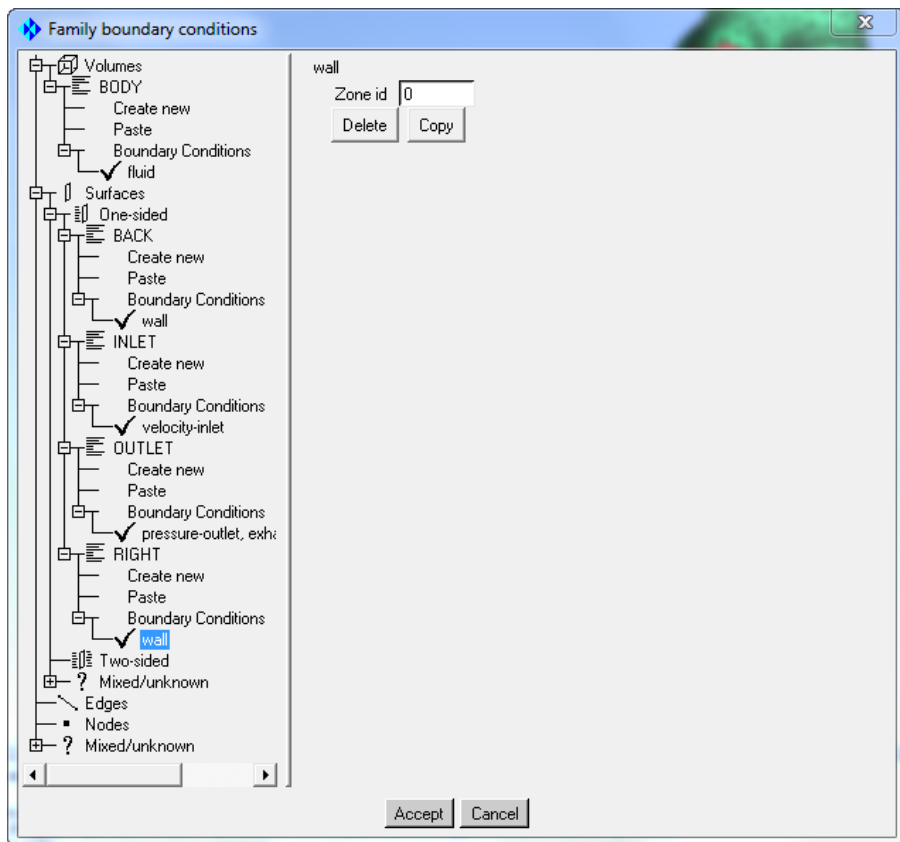 Family boundary conditions
x
Volumes
BODY
Create new
Paste
Boundary Conditions
fluid
Surfaces
One-sided
BACK
Create new
Paste
Boundary Conditions
wall
INLET
Create new
Paste
Boundary Conditions
velocity-inlet
OUTLET
Create new
Paste
Boundary Conditions
pressure-outlet, exha
RIGHT
Create new
Paste
Boundary Conditions
wall
Two-sided
? Mixed/unknown
Edges
Nodes
? Mixed/unknown
wall
Zone id 0
Delete Copy
Accept Cancel